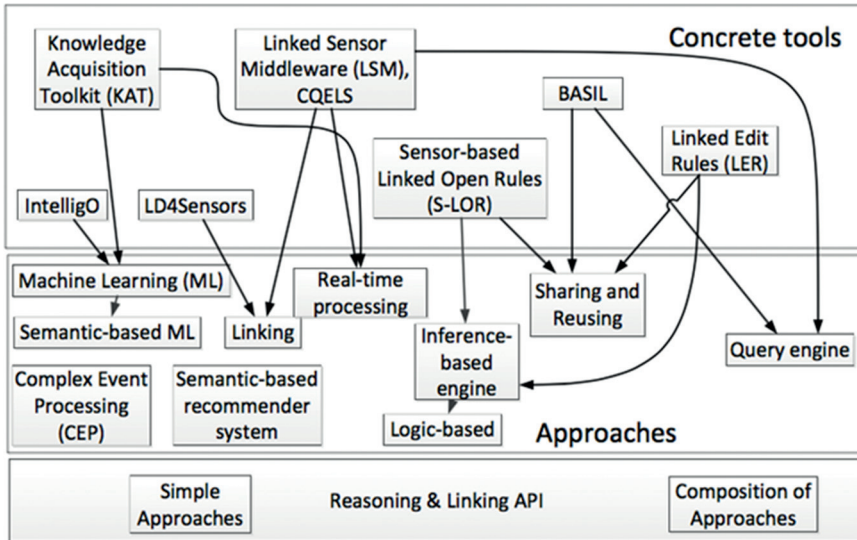 Concrete tools
Knowledge
Acquisition
Toolkit (KAT)
Linked Sensor
Middleware (LSM),
CQELS
BASIL
Linked Edit
Rules (LER)
Sensor-based
Linked Open Rules
(S-LOR)
IntelligO
LD4Sensors
Machine Learning (ML)
Real-time
processing
Sharing and
Reusing
Semantic-based ML
Linking
Inference-
based
engine
Query engine
Complex Event
Processing
(CEP)
Semantic-based
recommender
system
Logic-based
Approaches
Simple
Approaches
Reasoning & Linking API
Composition of
Approaches